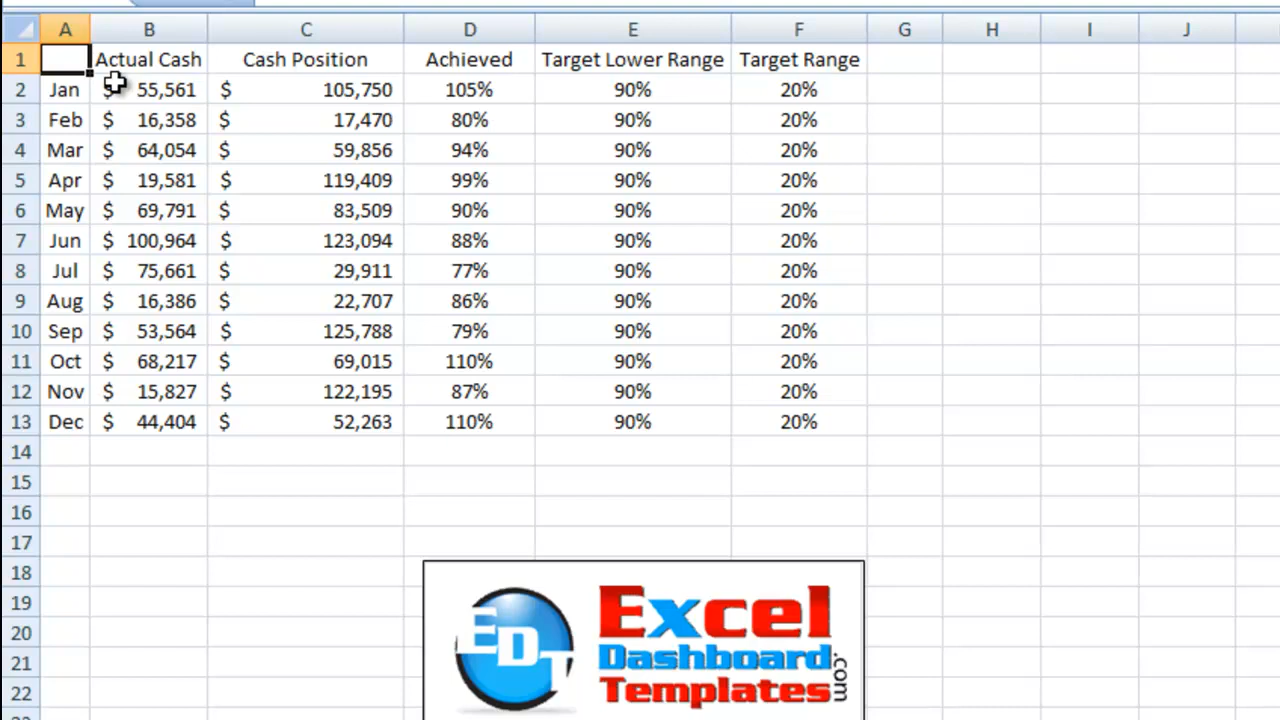 A B C D E F G H I J
1 Actual Cash Cash Position Achieved Target Lower Range Target Range
2 Jan $ 55,561 $ 105,750 105% 90% 20%
3 Feb $ 16,358 $ 17,470 80% 90% 20%
4 Mar $ 64,054 $ 59,856 94% 90% 20%
5 Apr $ 19,581 $ 119,409 99% 90% 20%
6 May $ 69,791 $ 83,509 90% 90% 20%
7 Jun $ 100,964 $ 123,094 88% 90% 20%
8 Jul $ 75,661 $ 29,911 77% 90% 20%
9 Aug $ 16,386 $ 22,707 86% 90% 20%
10 Sep $ 53,564 $ 125,788 79% 90% 20%
11 Oct $ 68,217 $ 69,015 110% 90% 20%
12 Nov $ 15,827 $ 122,195 87% 90% 20%
13 Dec $ 44,404 $ 52,263 110% 90% 20%
14
15
16
17
18
19
20
21
22
EDT
Excel
Dashboard
Templates
.com